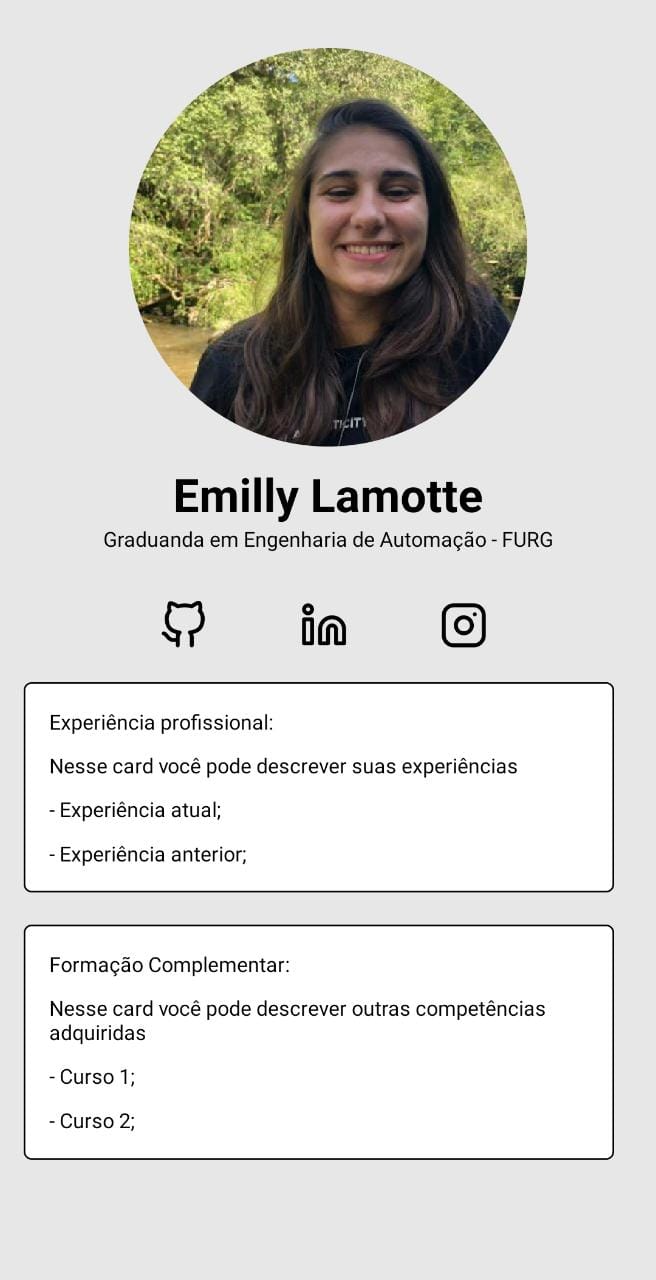 Emilly Lamotte
Graduanda em Engenharia de Automação - FURG
Experiência profissional:
Nesse card você pode descrever suas experiências
- Experiência atual;
- Experiência anterior;
Formação Complementar:
Nesse card você pode descrever outras competências
adquiridas
- Curso 1;
- Curso 2;